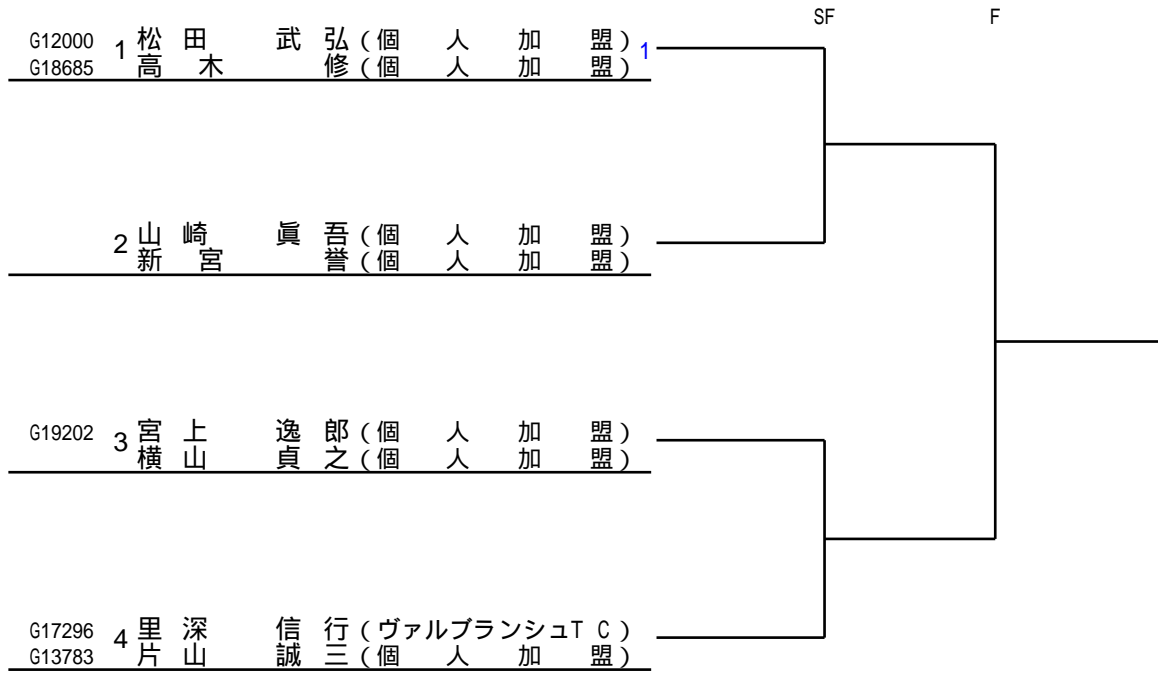 SF F
G12000 1 松田 武弘(個人加盟) 1
G18685 高木 修(個人加盟)
2 山崎 眞吾(個人加盟)
新宮 誉(個人加盟)
G19202 3 宮上 逸郎(個人加盟)
横山 貞之(個人加盟)
G17296 4 里深 信行(ヴァルブランシュTC)
G13783 片山 誠三(個人加盟)